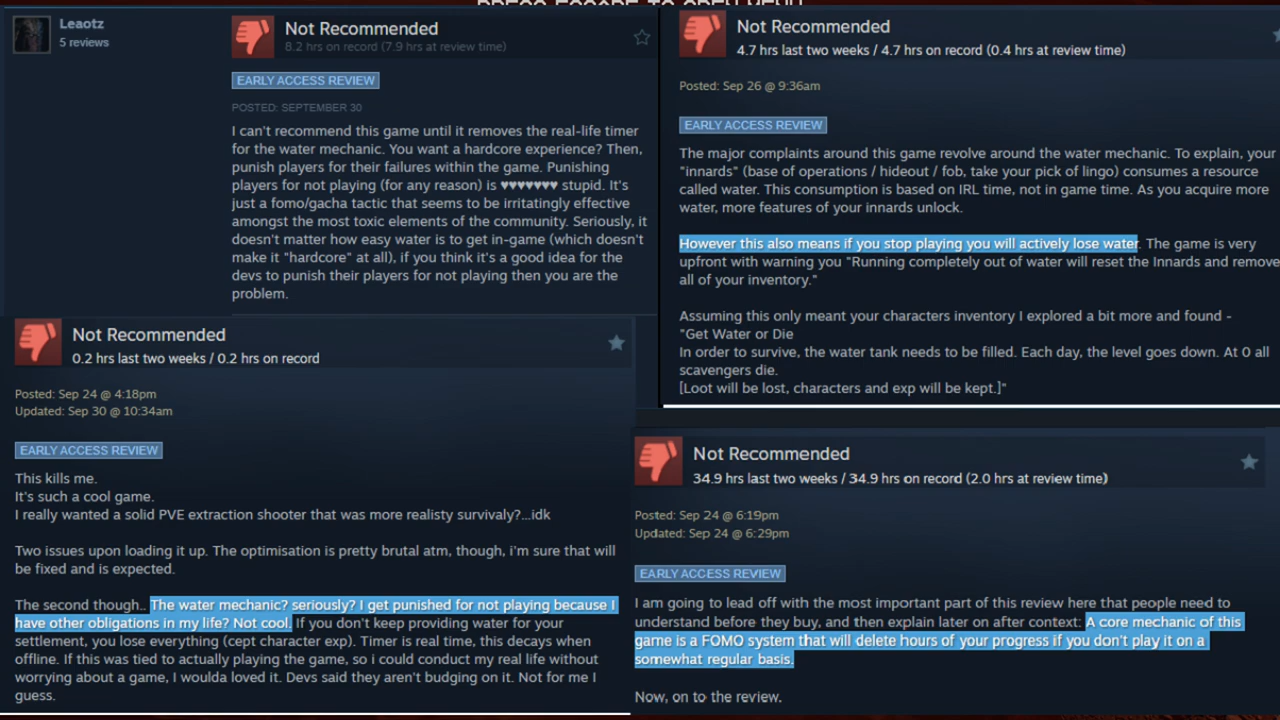 PRESS ESCAPE TO OPEN MENU
Leaotz
5 reviews
Not Recommended
8.2 hrs on record (7.9 hrs at review time)
EARLY ACCESS REVIEW
POSTED: SEPTEMBER 30
I can't recommend this game until it removes the real-life timer
for the water mechanic. You want a hardcore experience? Then,
punish players for their failures within the game. Punishing
players for not playing (for any reason) is ♥♥♥♥♥♥♥ stupid. It's
just a fomo/gacha tactic that seems to be irritatingly effective
amongst the most toxic elements of the community. Seriously, it
doesn't matter how easy water is to get in-game (which doesn't
make it "hardcore" at all), if you think it's a good idea for the
devs to punish their players for not playing then you are the
problem.
Not Recommended
4.7 hrs last two weeks / 4.7 hrs on record (0.4 hrs at review time)
Posted: Sep 26 @ 9:36am
EARLY ACCESS REVIEW
The major complaints around this game revolve around the water mechanic. To explain, your
"innards" (base of operations / hideout / fob, take your pick of lingo) consumes a resource
called water. This consumption is based on IRL time, not in game time. As you acquire more
water, more features of your innards unlock.
However this also means if you stop playing you will actively lose water. The game is very
upfront with warning you "Running completely out of water will reset the Innards and remove
all of your inventory."
Assuming this only meant your characters inventory I explored a bit more and found -
"Get Water or Die
In order to survive, the water tank needs to be filled. Each day, the level goes down. At 0 all
scavengers die.
[Loot will be lost, characters and exp will be kept.]"
Not Recommended
0.2 hrs last two weeks / 0.2 hrs on record
Posted: Sep 24 @ 4:18pm
Updated: Sep 30 @ 10:34am
EARLY ACCESS REVIEW
This kills me.
It's such a cool game.
I really wanted a solid PVE extraction shooter that was more realisty survivaly?...idk
Two issues upon loading it up. The optimisation is pretty brutal atm, though, i'm sure that will
be fixed and is expected.
The second though.. The water mechanic? seriously? I get punished for not playing because I
have other obligations in my life? Not cool. If you don't keep providing water for your
settlement, you lose everything (cept character exp). Timer is real time, this decays when
offline. If this was tied to actually playing the game, so i could conduct my real life without
worrying about a game, I woulda loved it. Devs said they aren't budging on it. Not for me I
guess.
Not Recommended
34.9 hrs last two weeks / 34.9 hrs on record (2.0 hrs at review time)
Posted: Sep 24 @ 6:19pm
Updated: Sep 24 @ 6:29pm
EARLY ACCESS REVIEW
I am going to lead off with the most important part of this review here that people need to
understand before they buy, and then explain later on after context: A core mechanic of this
game is a FOMO system that will delete hours of your progress if you don't play it on a
somewhat regular basis.
Now, on to the review.